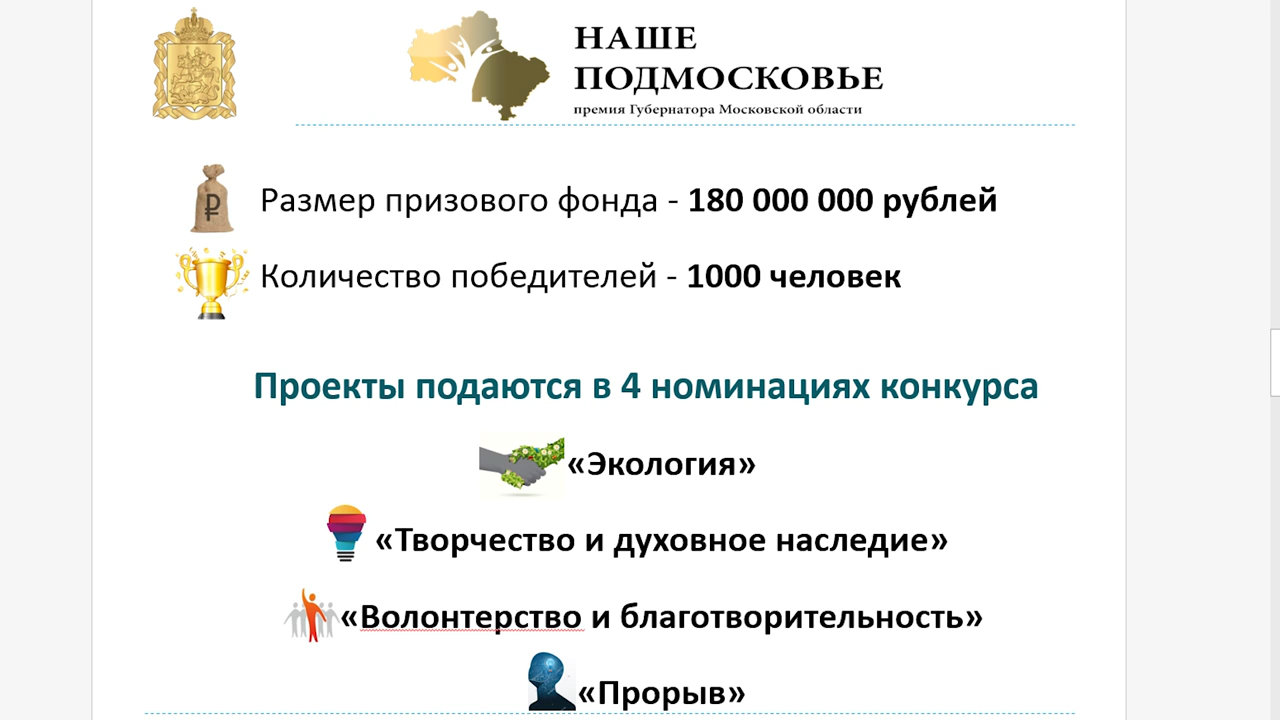 НАШЕ
ПОДМОСКОВЬЕ
премия Губернатора Московской области
₽
Размер призового фонда - 180 000 000 рублей
Количество победителей - 1000 человек
Проекты подаются в 4 номинациях конкурса
«Экология»
«Творчество и духовное наследие»
«Волонтерство и благотворительность»
«Прорыв»